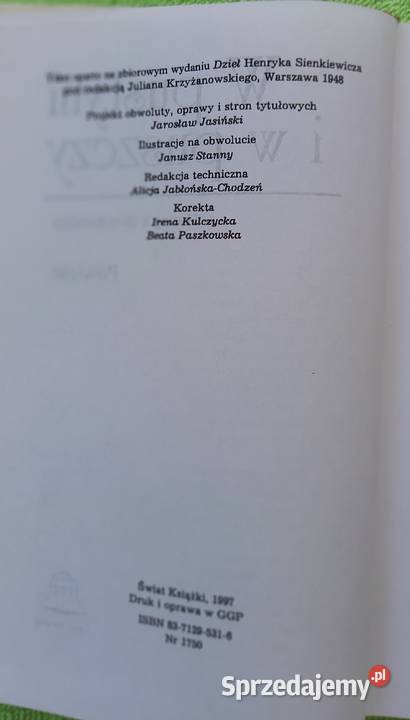 Tekst oparto na zbiorowym wydaniu Dzieł Henryka Sienkiewicza
pod redakcją Juliana Krzyżanowskiego, Warszawa 1948
Projekt obwoluty, oprawy i stron tytułowych
Jarosław Jasiński
Ilustracje na obwolucie
Janusz Stanny
Redakcja techniczna
Alicja Jabłońska-Chodzeń
Korekta
Irena Kulczycka
Beata Paszkowska
Świat Książki, 1997
Druk i oprawa w GGP
ISBN 83-7129-531-6
Nr 1750
Sprzedajemy.pl